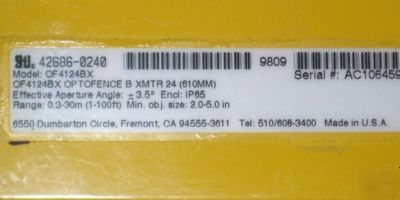 STI. 42686-0240
9809
Model: OF4124BX
Serial #: AC106459
OF4124BX OPTOFENCE B XMTR 24 (610MM)
Effective Aperture Angle: ±3.5° Encl: IP65
Range: 0.3-30m (1-100ft) Min. obj. size: 2.0-5.0 in
6550 Dumbarton Circle, Fremont, CA 94555-3611 Tel: 510/608-3400 Made in U.S.A.